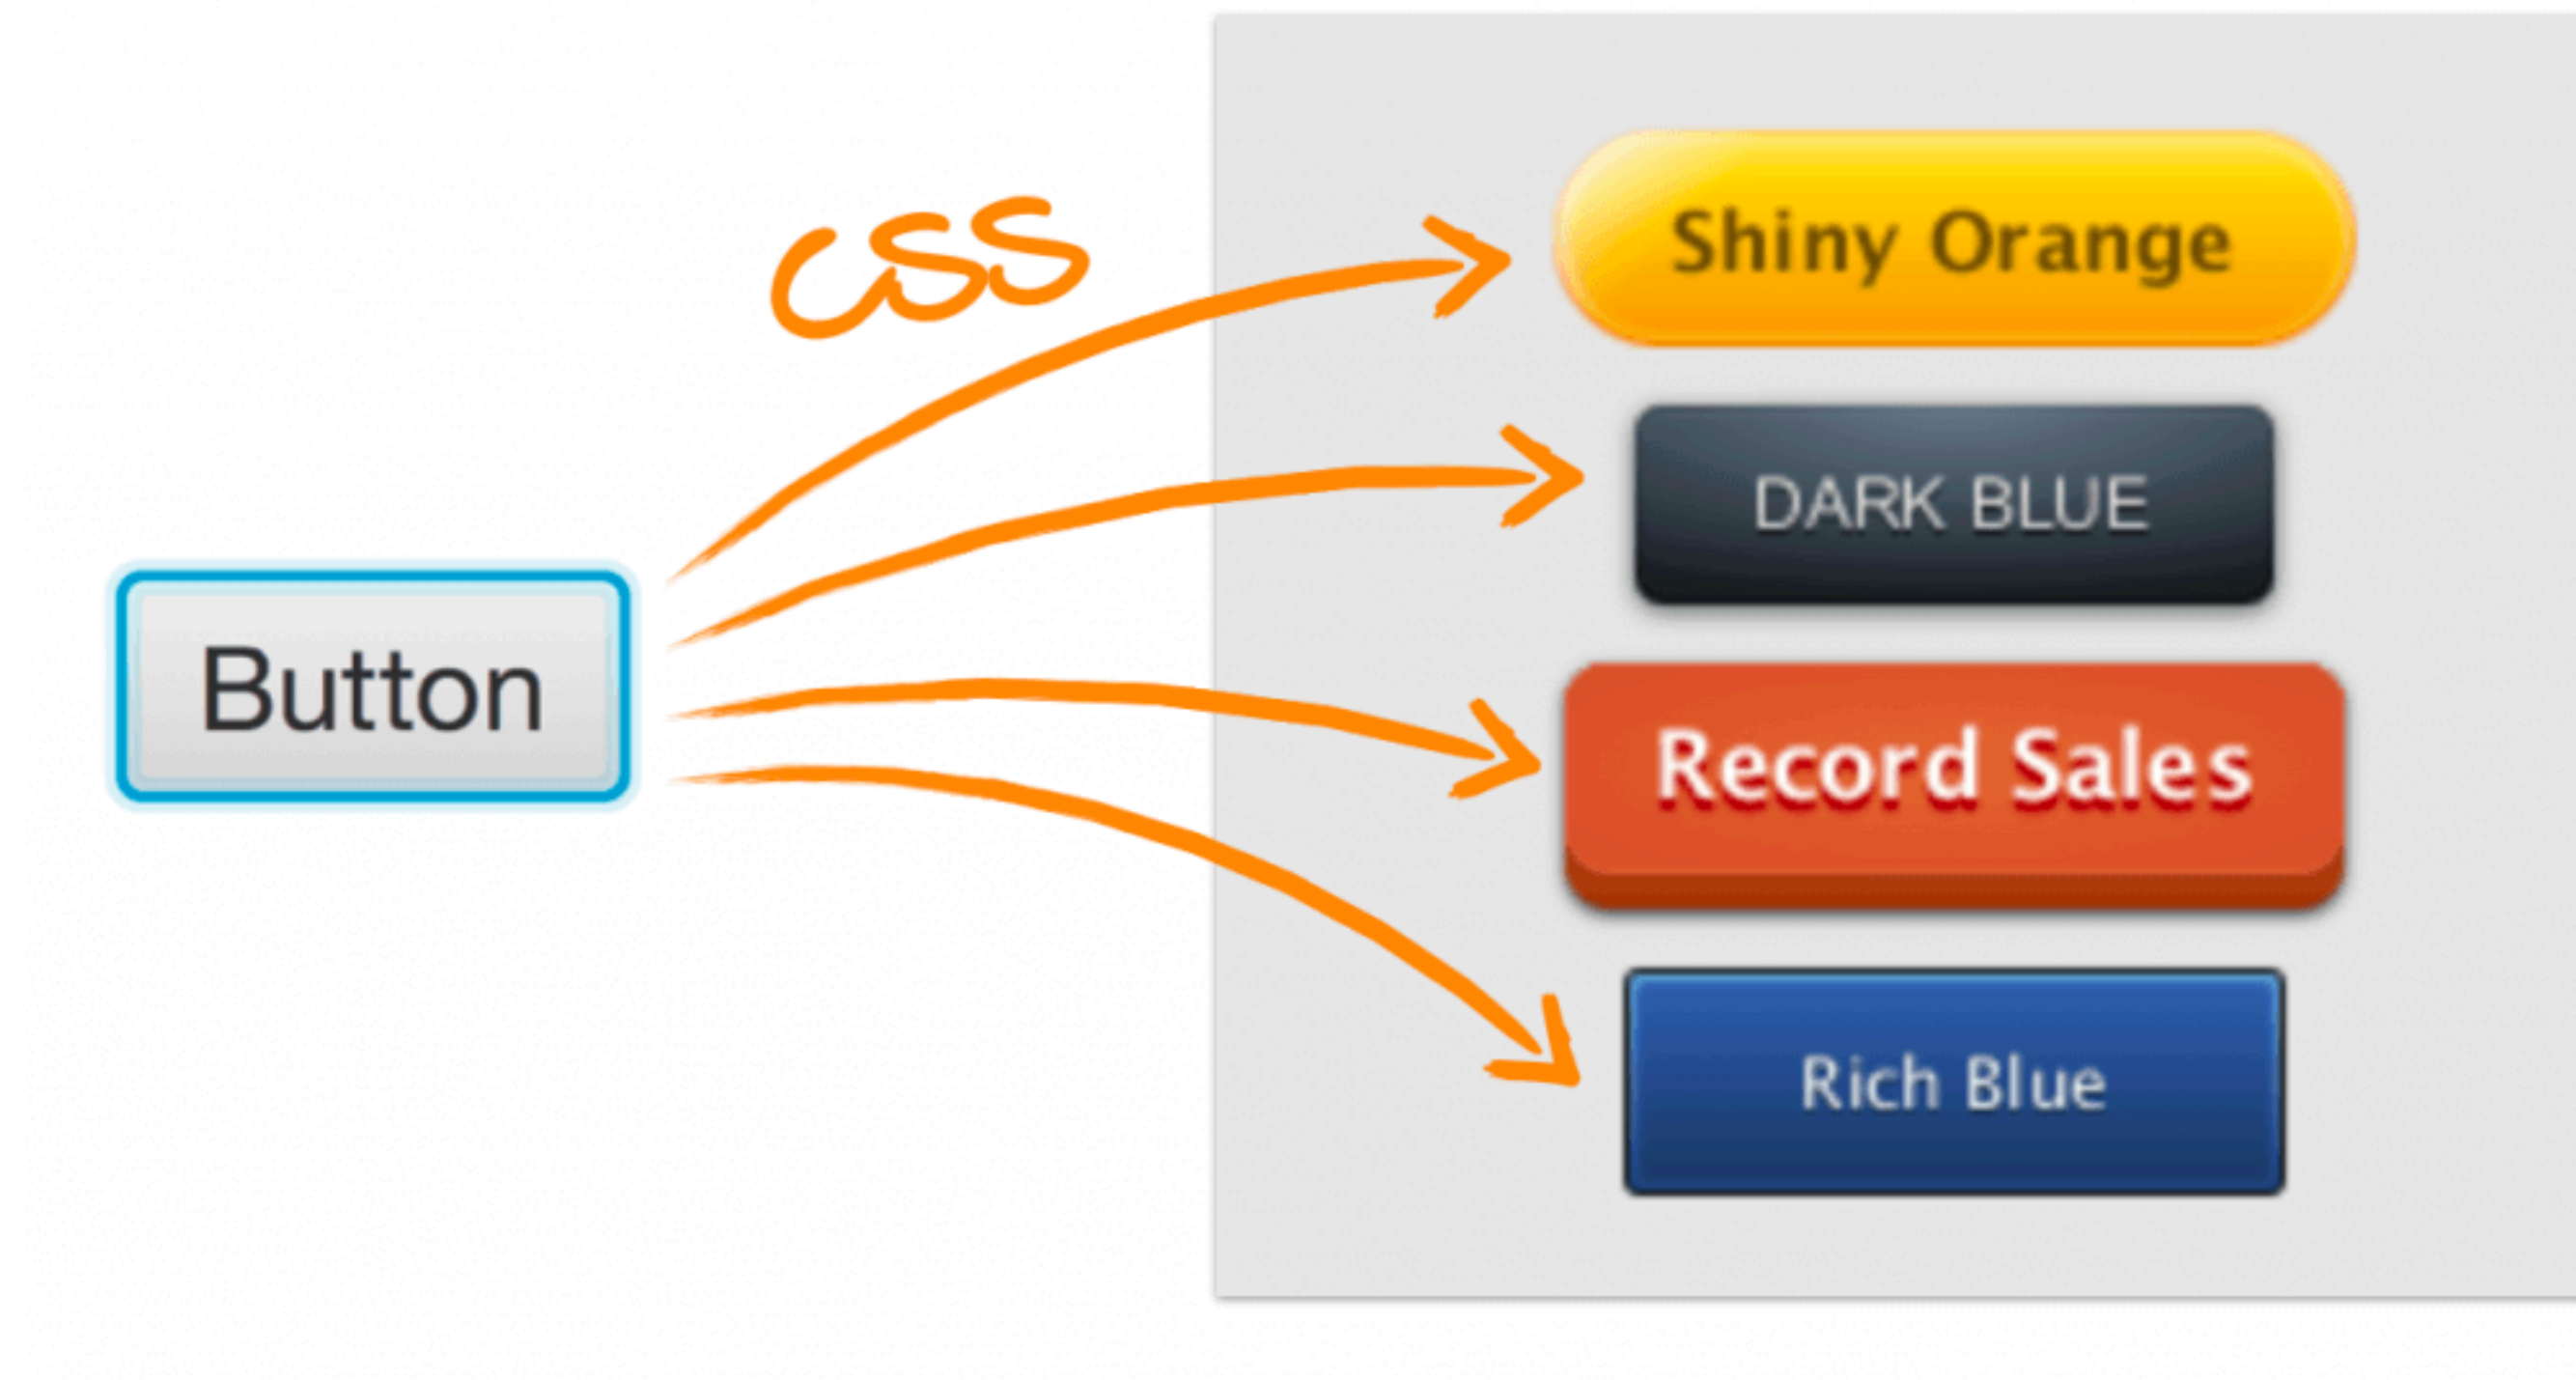 css
Shiny Orange
DARK BLUE
Button
Record Sales
Rich Blue